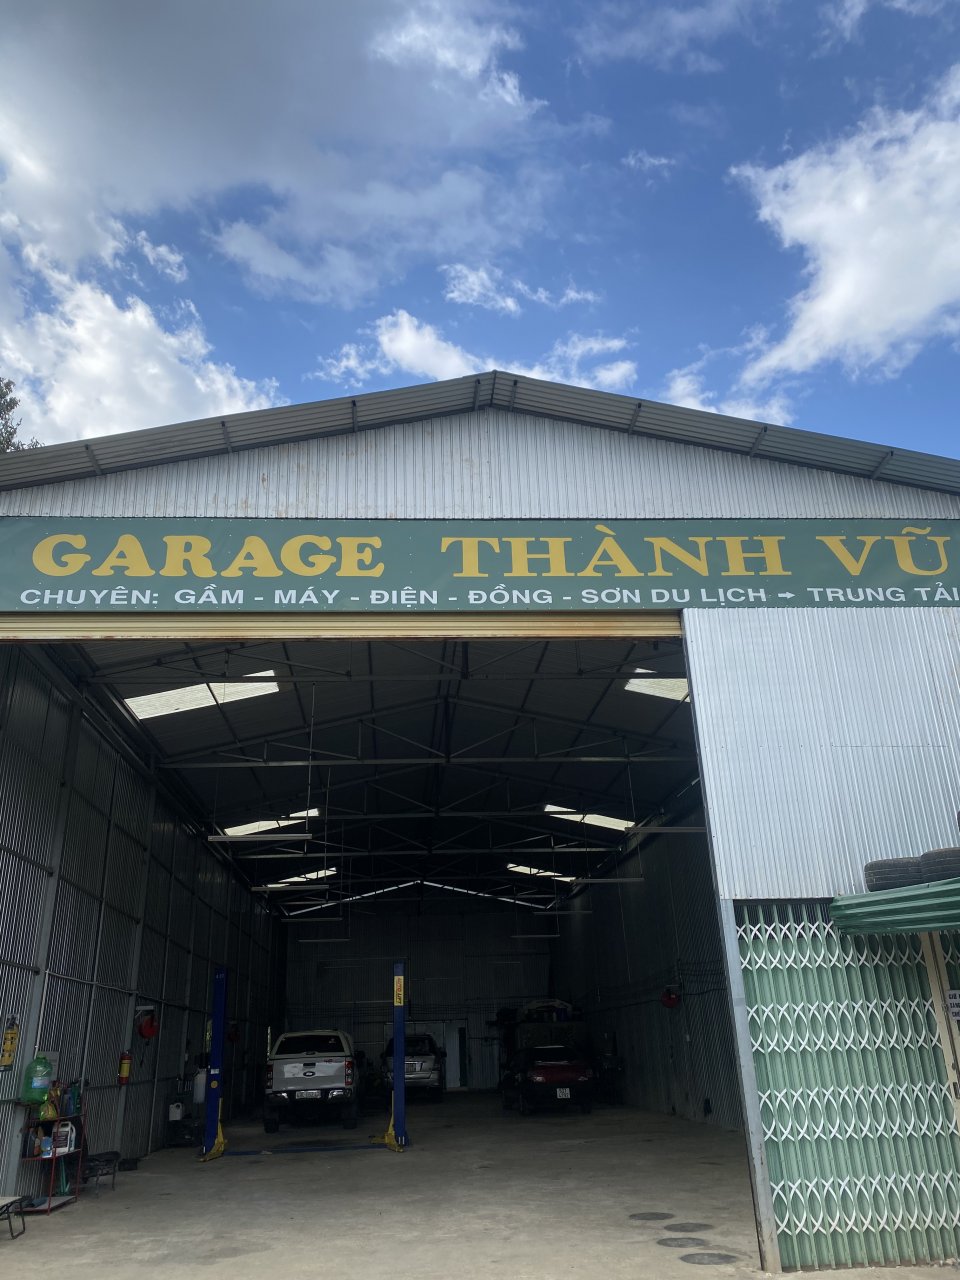 GARAGE THÀNH VŨ
CHUYÊN: GẦM - MÁY - ĐIỆN - ĐỒNG - SƠN DU LỊCH → TRUNG TẢI